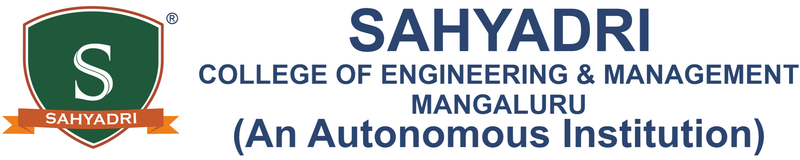 S
SAHYADRI
®
SAHYADRI
COLLEGE OF ENGINEERING & MANAGEMENT
MANGALURU
(An Autonomous Institution)